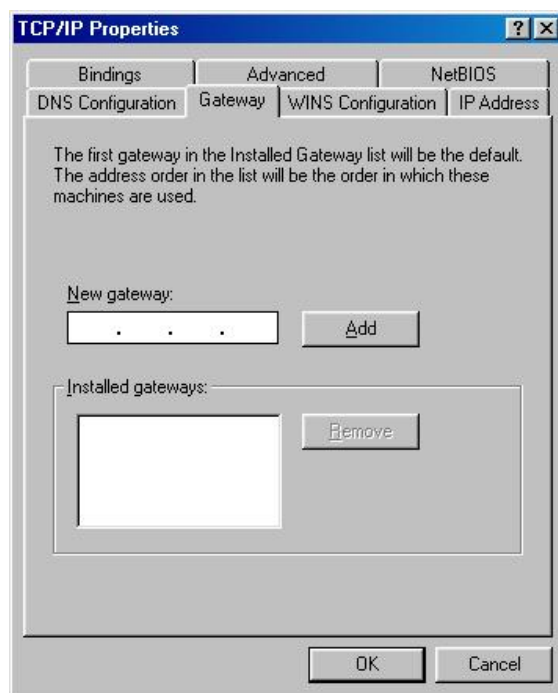 TCP/IP Properties
Bindings
Advanced
NetBIOS
DNS Configuration
Gateway
WINS Configuration
IP Address
The first gateway in the Installed Gateway list will be the default.
The address order in the list will be the order in which these
machines are used.
New gateway:
. . .
Add
Installed gateways:
Remove
OK
Cancel